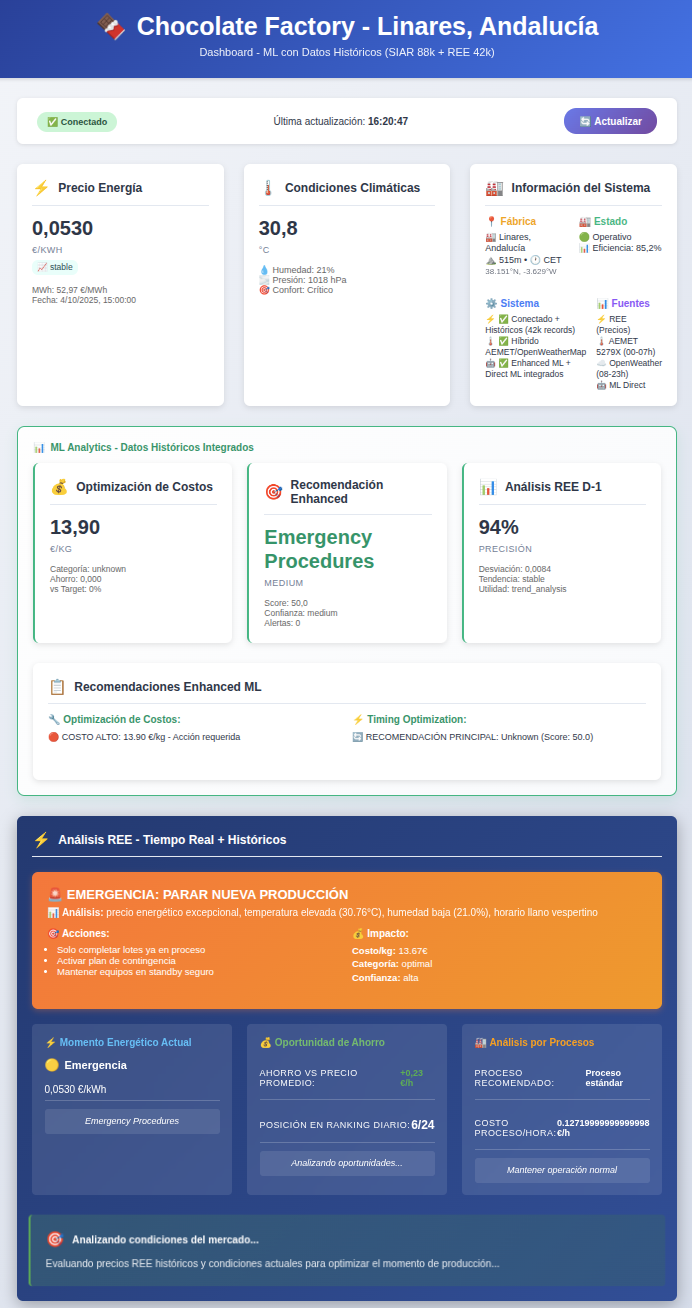 🍫 Chocolate Factory - Linares, Andalucía
Dashboard - ML con Datos Históricos (SIAR 88k + REE 42k)
✅ Conectado
Última actualización: 16:20:47
🔄 Actualizar
⚡ Precio Energía
0,0530
€/KWH
📈 stable
MWh: 52,97 €/MWh
Fecha: 4/10/2025, 15:00:00
🌡️ Condiciones Climáticas
30,8
°C
💧 Humedad: 21%
🌫️ Presión: 1018 hPa
🎯 Confort: Crítico
🏭 Información del Sistema
📍 Fábrica
🏭 Linares,
Andalucía
⛰️ 515m • 🕐 CET
38.151°N, -3.629°W
🏭 Estado
🟢 Operativo
📊 Eficiencia: 85,2%
⚙️ Sistema
⚡ ✅ Conectado +
Históricos (42k records)
🌡️ ✅ Híbrido
AEMET/OpenWeatherMap
🤖 ✅ Enhanced ML +
Direct ML integrados
📊 Fuentes
⚡ REE
(Precios)
🌡️ AEMET
5279X (00-07h)
☁️ OpenWeather
(08-23h)
🤖 ML Direct
📊 ML Analytics - Datos Históricos Integrados
💰 Optimización de Costos
13,90
€/KG
Categoría: unknown
Ahorro: 0,000
vs Target: 0%
🎯 Recomendación
Enhanced
Emergency
Procedures
MEDIUM
Score: 50,0
Confianza: medium
Alertas: 0
📊 Análisis REE D-1
94%
PRECISIÓN
Desviación: 0,0084
Tendencia: stable
Utilidad: trend_analysis
📋 Recomendaciones Enhanced ML
🔧 Optimización de Costos:
🔴 COSTO ALTO: 13.90 €/kg - Acción requerida
⚡ Timing Optimization:
🔄 RECOMENDACIÓN PRINCIPAL: Unknown (Score: 50.0)
⚡ Análisis REE - Tiempo Real + Históricos
🚨 EMERGENCIA: PARAR NUEVA PRODUCCIÓN
📊 Análisis: precio energético excepcional, temperatura elevada (30.76°C), humedad baja (21.0%), horario llano vespertino
🎯 Acciones:
• Solo completar lotes ya en proceso
• Activar plan de contingencia
• Mantener equipos en standby seguro
💰 Impacto:
Costo/kg: 13.67€
Categoría: optimal
Confianza: alta
⚡ Momento Energético Actual
🟡 Emergencia
0,0530 €/kWh
Emergency Procedures
💰 Oportunidad de Ahorro
AHORRO VS PRECIO
PROMEDIO:
+0,23
€/h
POSICIÓN EN RANKING DIARIO: 6/24
Analizando oportunidades...
🏭 Análisis por Procesos
PROCESO
RECOMENDADO:
Proceso
estándar
COSTO
PROCESO/HORA:
0.12719999999999998
€/h
Mantener operación normal
🎯 Analizando condiciones del mercado...
Evaluando precios REE históricos y condiciones actuales para optimizar el momento de producción...